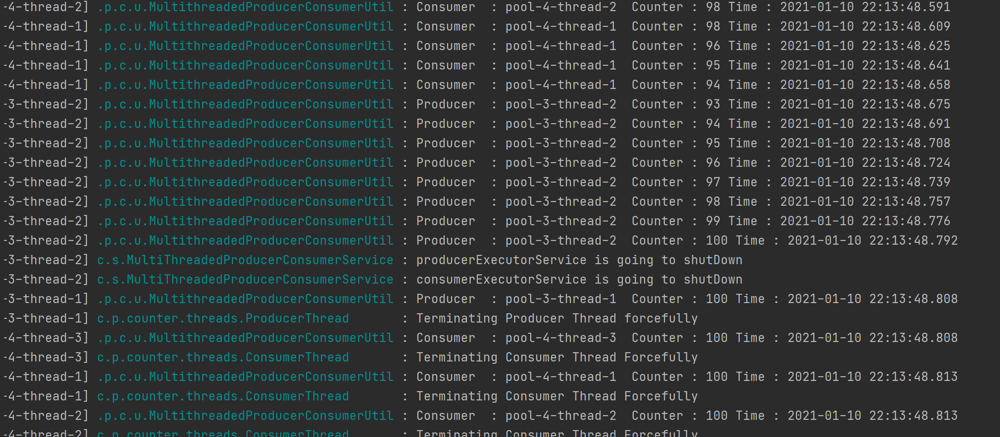 -4-thread-2] .p.c.u.MultithreadedProducerConsumerUtil : Consumer  : pool-4-thread-2  Counter : 98 Time : 2021-01-10 22:13:48.591
-4-thread-1] .p.c.u.MultithreadedProducerConsumerUtil : Consumer  : pool-4-thread-1  Counter : 98 Time : 2021-01-10 22:13:48.609
-4-thread-1] .p.c.u.MultithreadedProducerConsumerUtil : Consumer  : pool-4-thread-1  Counter : 96 Time : 2021-01-10 22:13:48.625
-4-thread-1] .p.c.u.MultithreadedProducerConsumerUtil : Consumer  : pool-4-thread-1  Counter : 95 Time : 2021-01-10 22:13:48.641
-4-thread-1] .p.c.u.MultithreadedProducerConsumerUtil : Consumer  : pool-4-thread-1  Counter : 94 Time : 2021-01-10 22:13:48.658
-3-thread-2] .p.c.u.MultithreadedProducerConsumerUtil : Producer  : pool-3-thread-2  Counter : 93 Time : 2021-01-10 22:13:48.675
-3-thread-2] .p.c.u.MultithreadedProducerConsumerUtil : Producer  : pool-3-thread-2  Counter : 94 Time : 2021-01-10 22:13:48.691
-3-thread-2] .p.c.u.MultithreadedProducerConsumerUtil : Producer  : pool-3-thread-2  Counter : 95 Time : 2021-01-10 22:13:48.708
-3-thread-2] .p.c.u.MultithreadedProducerConsumerUtil : Producer  : pool-3-thread-2  Counter : 96 Time : 2021-01-10 22:13:48.724
-3-thread-2] .p.c.u.MultithreadedProducerConsumerUtil : Producer  : pool-3-thread-2  Counter : 97 Time : 2021-01-10 22:13:48.739
-3-thread-2] .p.c.u.MultithreadedProducerConsumerUtil : Producer  : pool-3-thread-2  Counter : 98 Time : 2021-01-10 22:13:48.757
-3-thread-2] .p.c.u.MultithreadedProducerConsumerUtil : Producer  : pool-3-thread-2  Counter : 99 Time : 2021-01-10 22:13:48.776
-3-thread-2] .p.c.u.MultithreadedProducerConsumerUtil : Producer  : pool-3-thread-2  Counter : 100 Time : 2021-01-10 22:13:48.792
-3-thread-2] c.s.MultiThreadedProducerConsumerService : producerExecutorService is going to shutDown
-3-thread-2] c.s.MultiThreadedProducerConsumerService : consumerExecutorService is going to shutDown
-3-thread-1] .p.c.u.MultithreadedProducerConsumerUtil : Producer  : pool-3-thread-1  Counter : 100 Time : 2021-01-10 22:13:48.808
-3-thread-1] c.p.counter.threads.ProducerThread       : Terminating Producer Thread forcefully
-4-thread-3] .p.c.u.MultithreadedProducerConsumerUtil : Consumer  : pool-4-thread-3  Counter : 100 Time : 2021-01-10 22:13:48.808
-4-thread-3] c.p.counter.threads.ConsumerThread       : Terminating Consumer Thread Forcefully
-4-thread-1] .p.c.u.MultithreadedProducerConsumerUtil : Consumer  : pool-4-thread-1  Counter : 100 Time : 2021-01-10 22:13:48.813
-4-thread-1] c.p.counter.threads.ConsumerThread       : Terminating Consumer Thread Forcefully
-4-thread-2] .p.c.u.MultithreadedProducerConsumerUtil : Consumer  : pool-4-thread-2  Counter : 100 Time : 2021-01-10 22:13:48.813
-4-thread-2] c.p.counter.threads.ConsumerThread       : Terminating Consumer Thread Forcefully